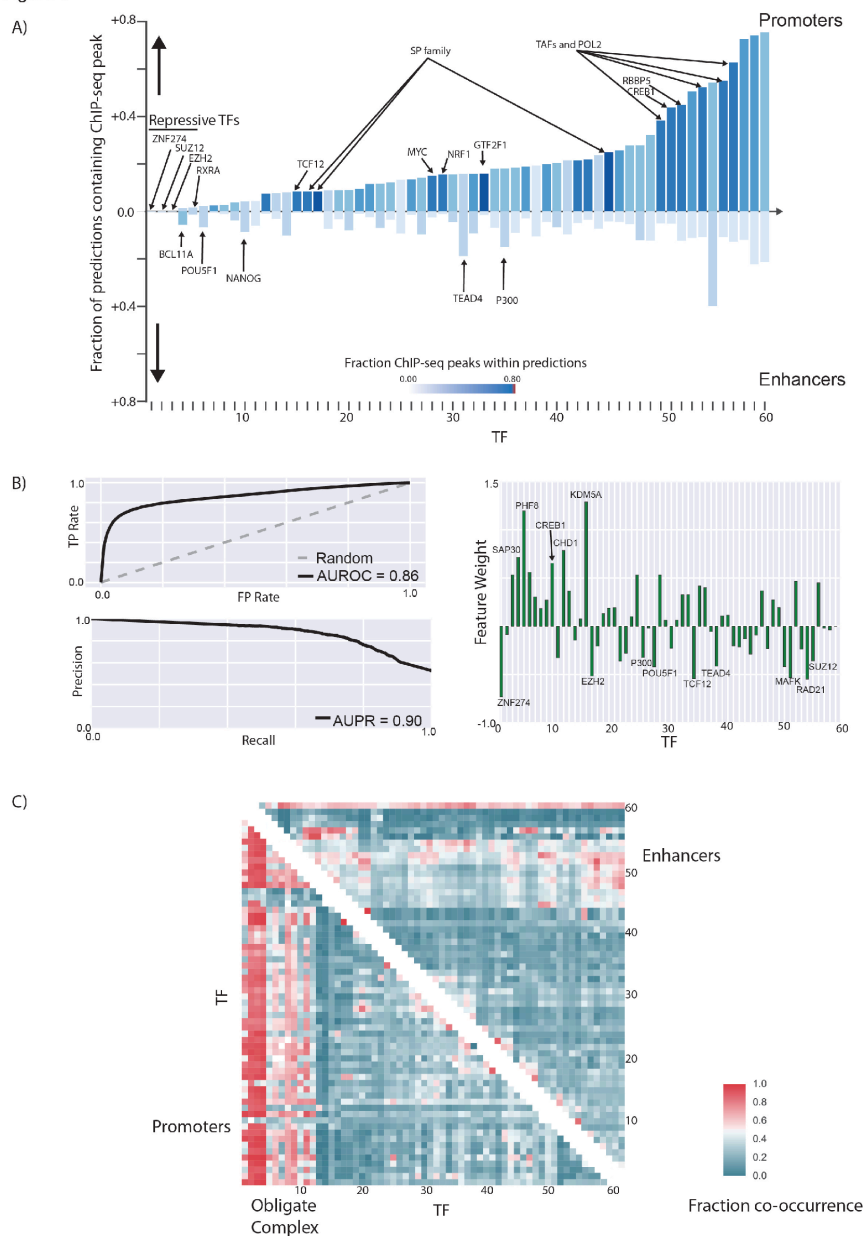 A)
Promoters
+0.8
+0.4
0.0
+0.4
+0.8
Fraction of predictions containing ChIP-seq peak
Repressive TFs
ZNF274
SUZ12
EZH2
RXRA
BCL11A
POU5F1
NANOG
TCF12
SP family
MYC
NRF1
GTF2F1
TEAD4
P300
TAFs and POL2
RBBP5
CREB1
Fraction ChIP-seq peaks within predictions
0.00 0.80
Enhancers
10 20 30 40 50 60
TF
B)
1.0
TP Rate
0.0
0.0 1.0
FP Rate
Random
AUROC = 0.86
1.0
Precision
0.0
0.0 1.0
Recall
AUPR = 0.90
1.5
Feature Weight
-1.0
KDM5A
PHF8
CREB1
CHD1
SAP30
ZNF274
EZH2
P300
POU5F1
TCF12
TEAD4
MAFK
RAD21
SUZ12
0 10 20 30 40 50 60
TF
C)
60
Enhancers
50
40
TF
30
20
10
Promoters
10 20 30 40 50 60
Obligate
Complex
TF
1.0
0.8
0.6
0.4
0.2
0.0
Fraction co-occurrence